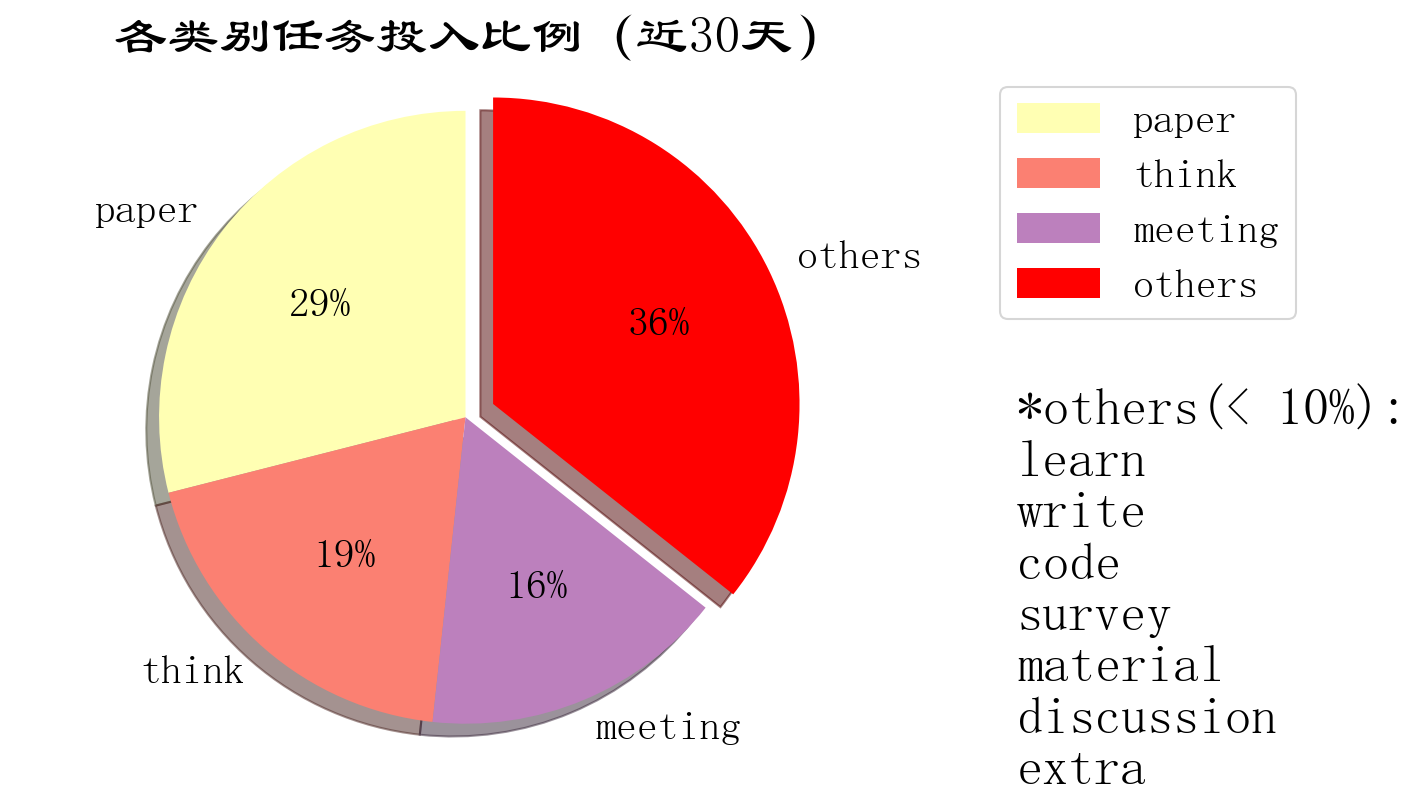 各类别任务投入比例 (近30天)
paper
think
meeting
others
paper
others
29%
36%
19%
16%
think
meeting
*others(< 10%):
learn
write
code
survey
material
discussion
extra